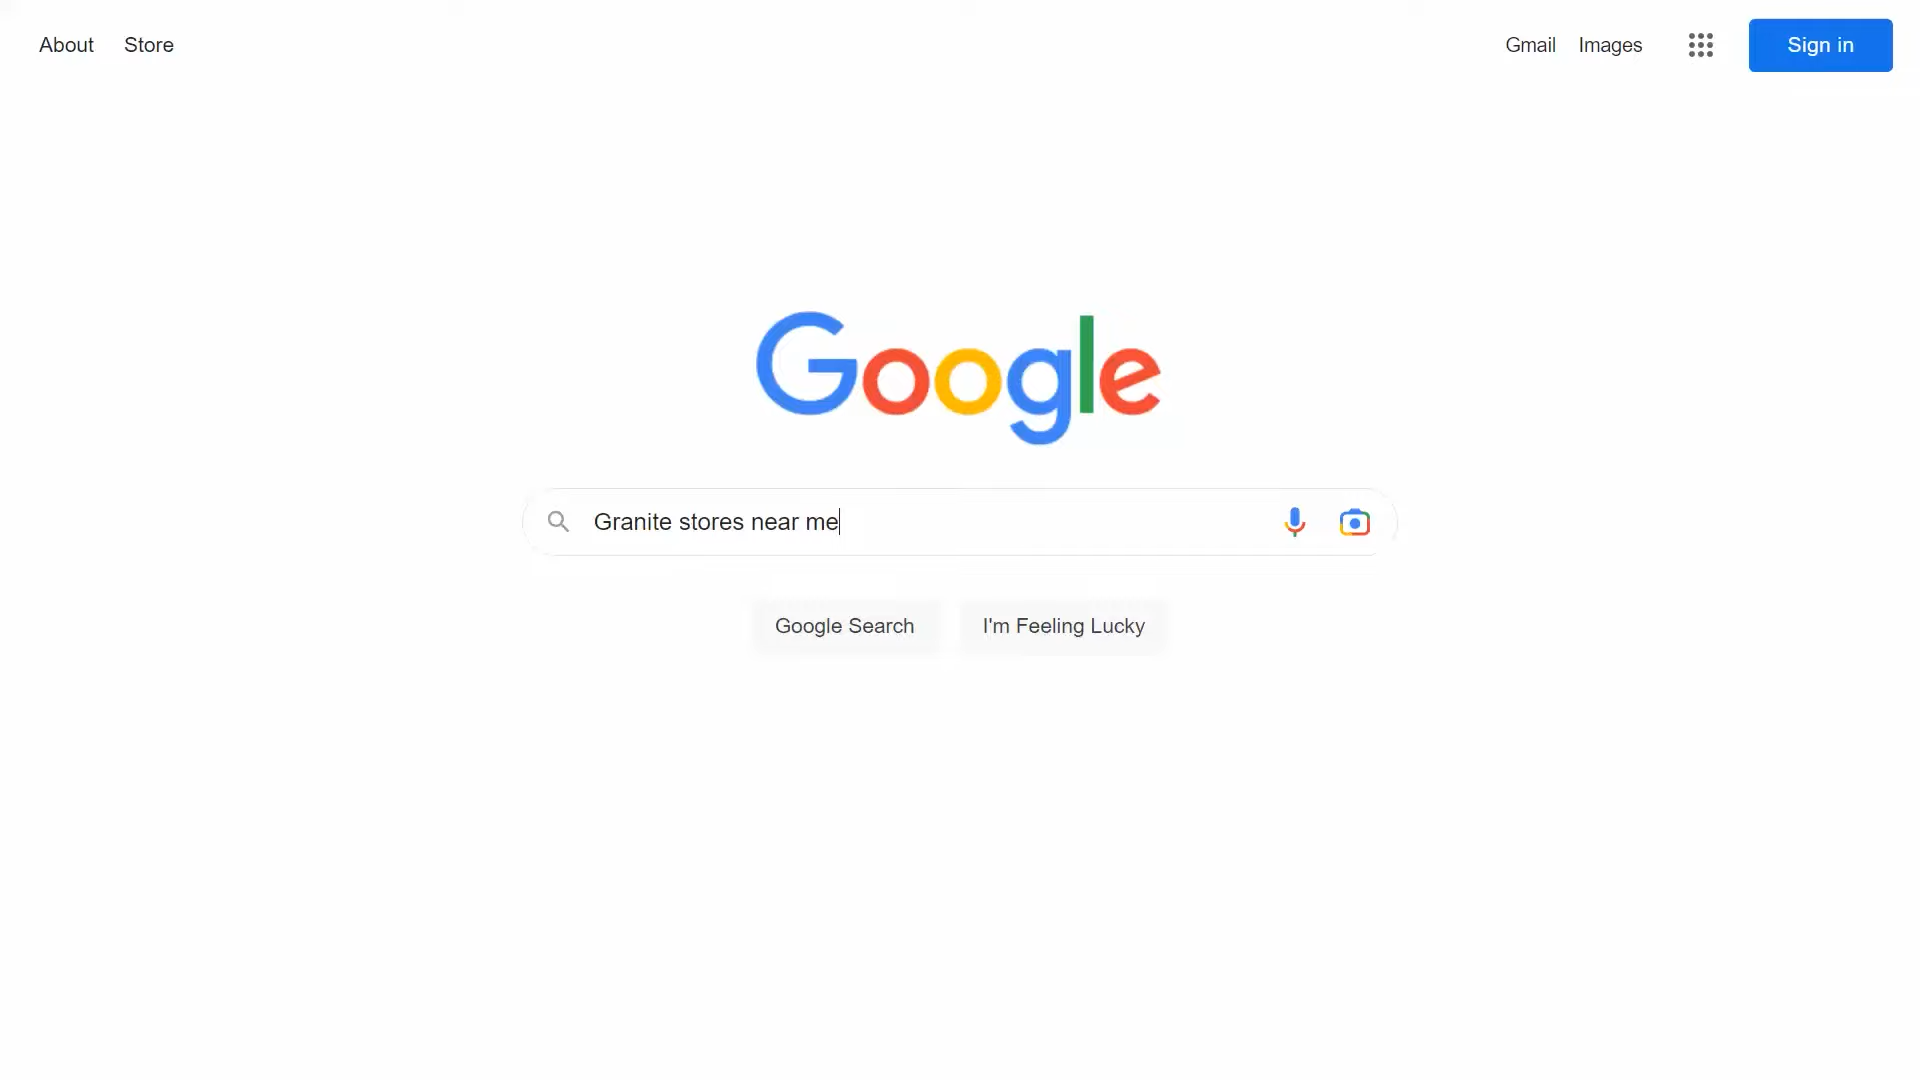 About Store Gmail Images Sign in
Google
Granite stores near me
Google Search I'm Feeling Lucky